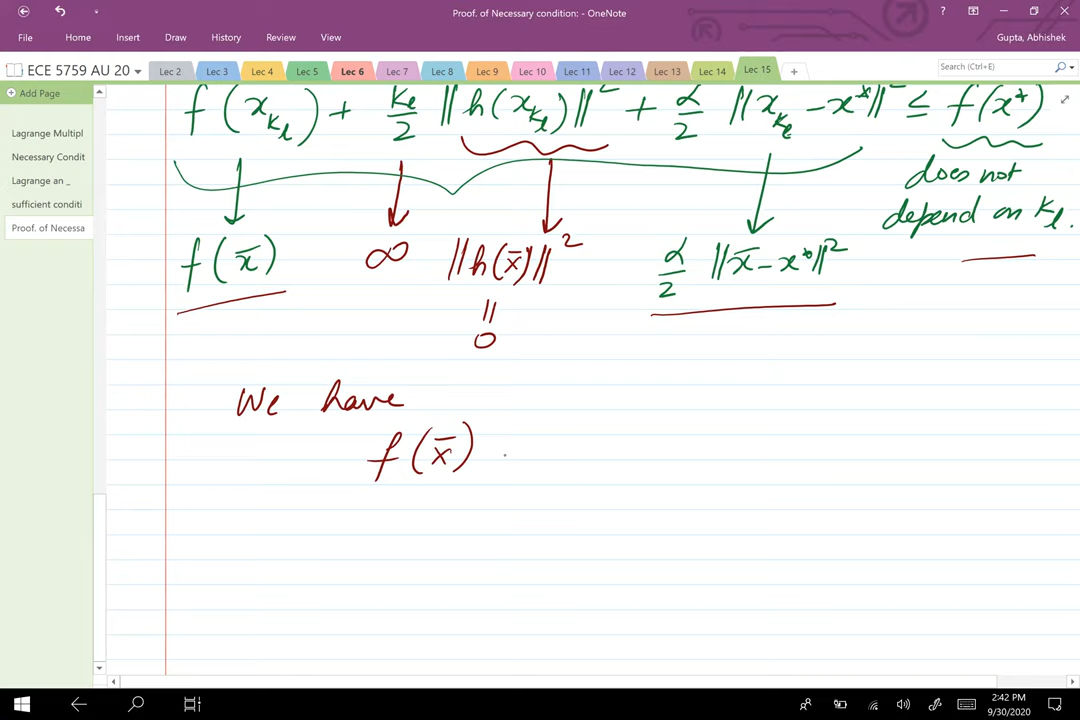 Proof. of Necessary condition: - OneNote
?
Gupta, Abhishek
File Home Insert Draw History Review View
ECE 5759 AU 20 Lec 2 Lec 3 Lec 4 Lec 5 Lec 6 Lec 7 Lec 8 Lec 9 Lec 10 Lec 11 Lec 12 Lec 13 Lec 14 Lec 15 +
Search (Ctrl+E)
Add Page
Lagrange Multipl
Necessary Condit
Lagrange an _
sufficient conditi
Proof. of Necessa
f(x_{k_l}) + k_l/2 ||h(x_{k_l})||² + α/2 ||x_{k_l} - x*||² ≤ f(x*)
does not
depend on k_l.
f(x̄) ∞ ||h(x̄)||² α/2 ||x̄ - x*||²
||
0
We have
f(x̄)
2:42 PM
9/30/2020